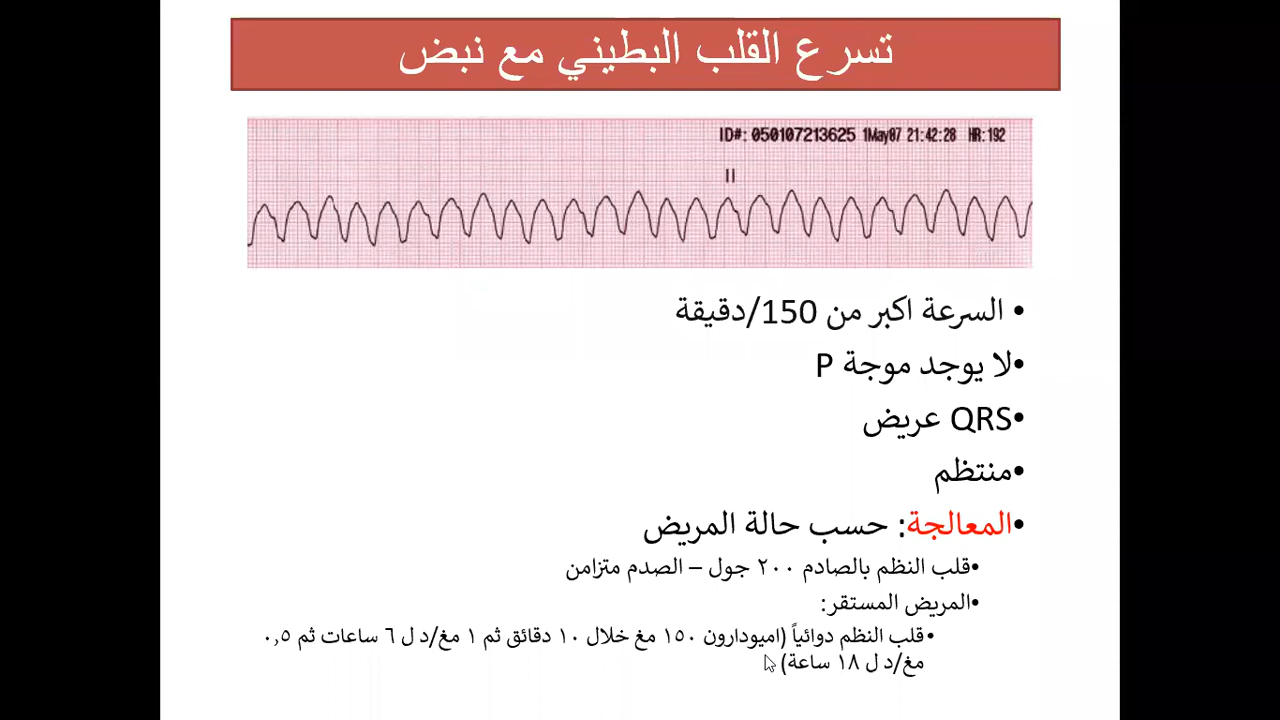 تسرع القلب البطيني مع نبض
ID#: 050107213625 1May07 21:42:28 HR:192
II
• السرعة اكبر من 150/دقيقة
•لا يوجد موجة P
•QRS عريض
•منتظم
•المعالجة: حسب حالة المريض
•قلب النظم بالصادم ٢٠٠ جول – الصدم متزامن
•المريض المستقر:
•قلب النظم دوائياً (اميودارون ١٥٠ مغ خلال ١٠ دقائق ثم ١ مغ/د ل ٦ ساعات ثم ٠,٥
مغ/د ل ١٨ ساعة)